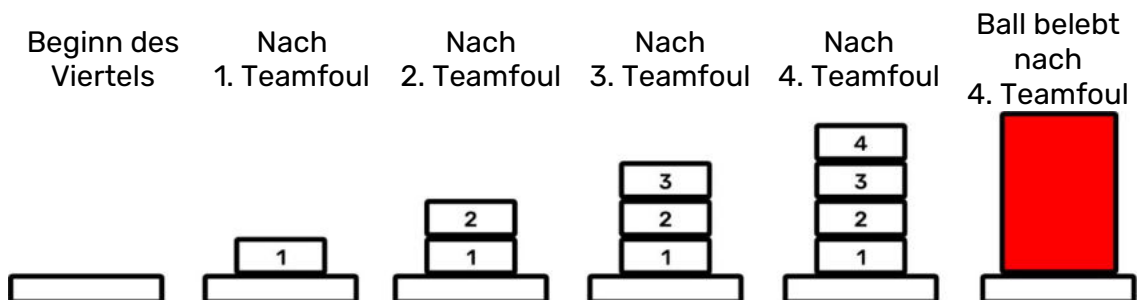 Beginn des
Viertels
Nach
1. Teamfoul
Nach
2. Teamfoul
Nach
3. Teamfoul
Nach
4. Teamfoul
Ball belebt
nach
4. Teamfoul
1
2
1
3
2
1
4
3
2
1